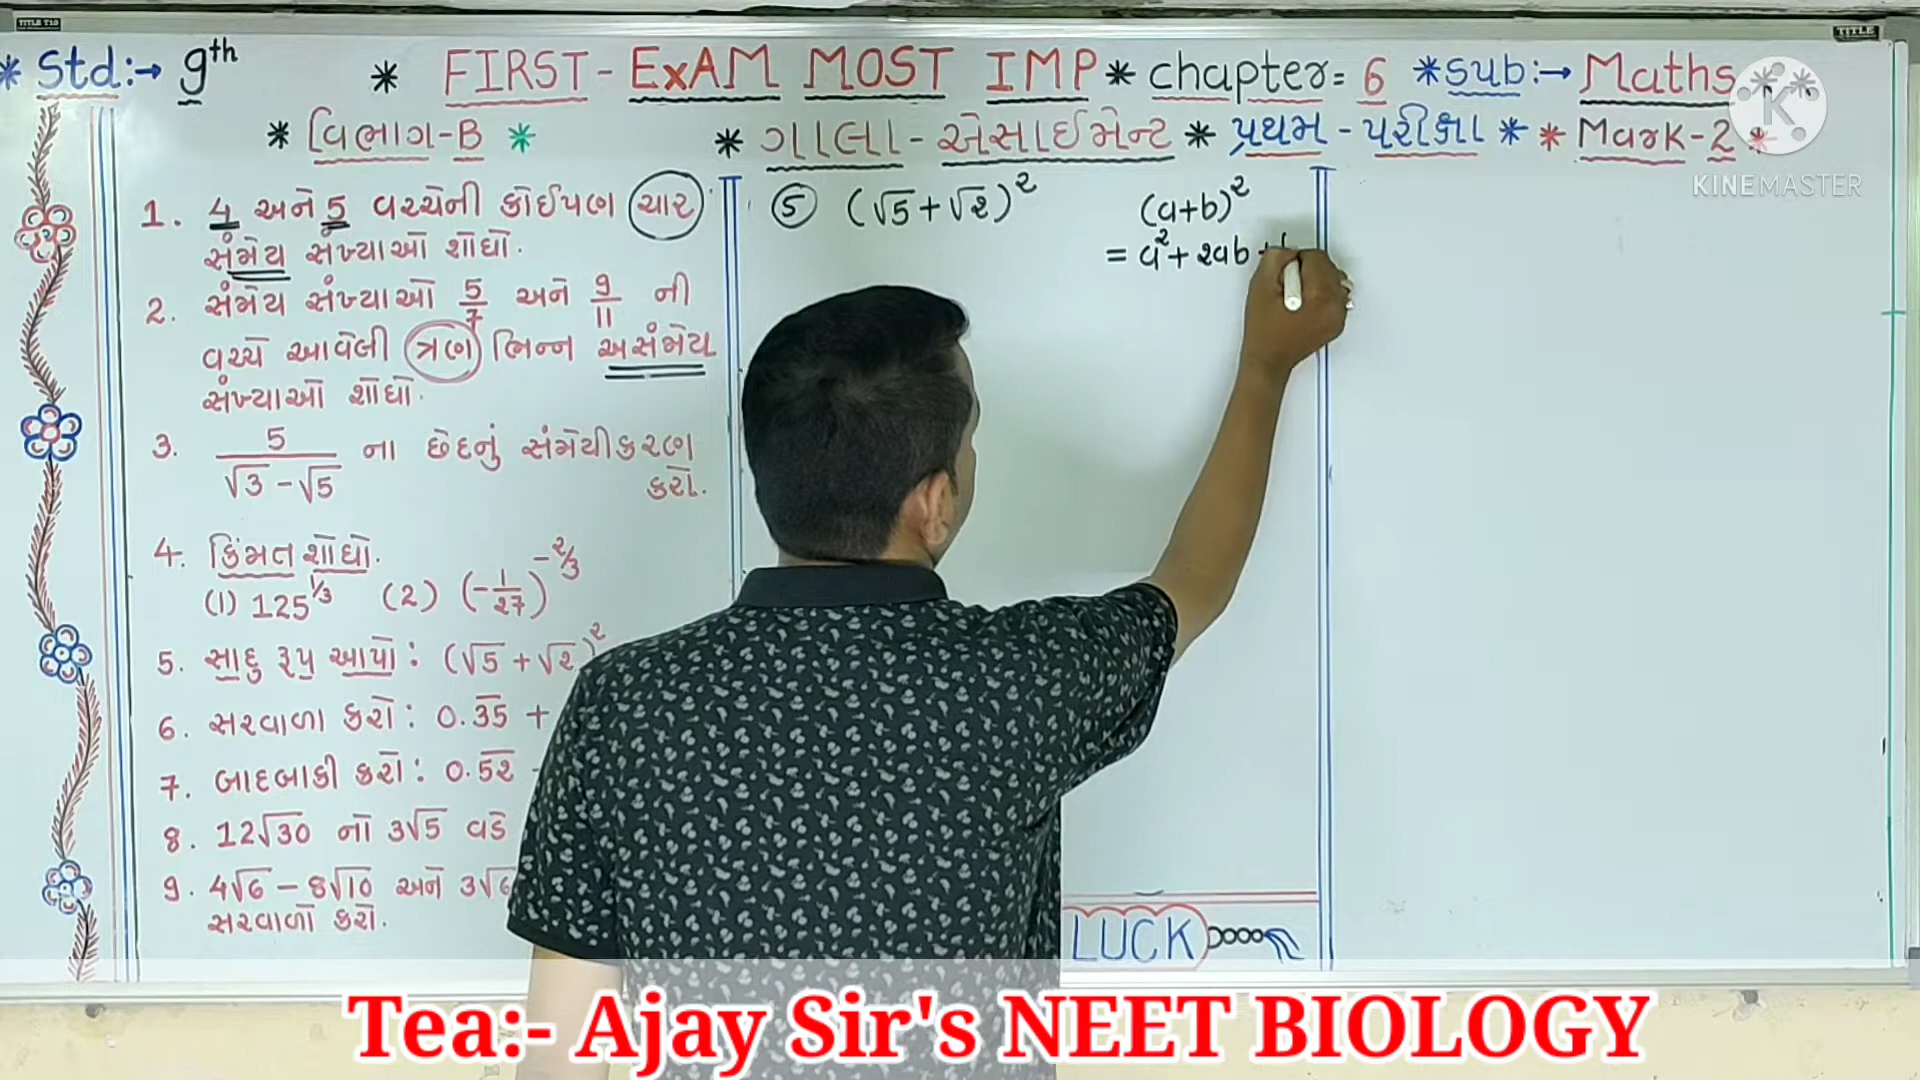 * Std:→ 9th * FIRST-ExAM MOST IMP * chapter= 6 * sub:→ Maths **
* વિભાગ-B * * ગાલા-એસાઈમેન્ટ * પ્રથમ-પરીક્ષા * * Mark-2 *
KINEMASTER
1. 4 અને 5 વચ્ચેની કોઈપણ ચાર
સંમેય સંખ્યાઓ શોધો.
2. સંમેય સંખ્યાઓ 5/7 અને 9/11 ની
વચ્ચે આવેલી ત્રણ ભિન્ન અસંમેય
સંખ્યાઓ શોધો.
3. 5/(√3-√5) ના છેદનું સંમેયીકરણ
કરો.
4. કિંમત શોધો.
(1) 125^1/3 (2) (-1/27)^-2/3
5. સાદુ રૂપ આપો: (√5+√2)²
6. સરવાળા કરો: 0.3̅5̅ +
7. બાદબાકી કરો: 0.5̅2̅
8. 12√30 નો 3√5 વડે
9. 4√6-8√10 અને 3√6
સરવાળો કરો.
⑤ (√5+√2)²
(a+b)²
= a²+2ab+
LUCK
Tea:- Ajay Sir's NEET BIOLOGY
TITLE T10
TITLE